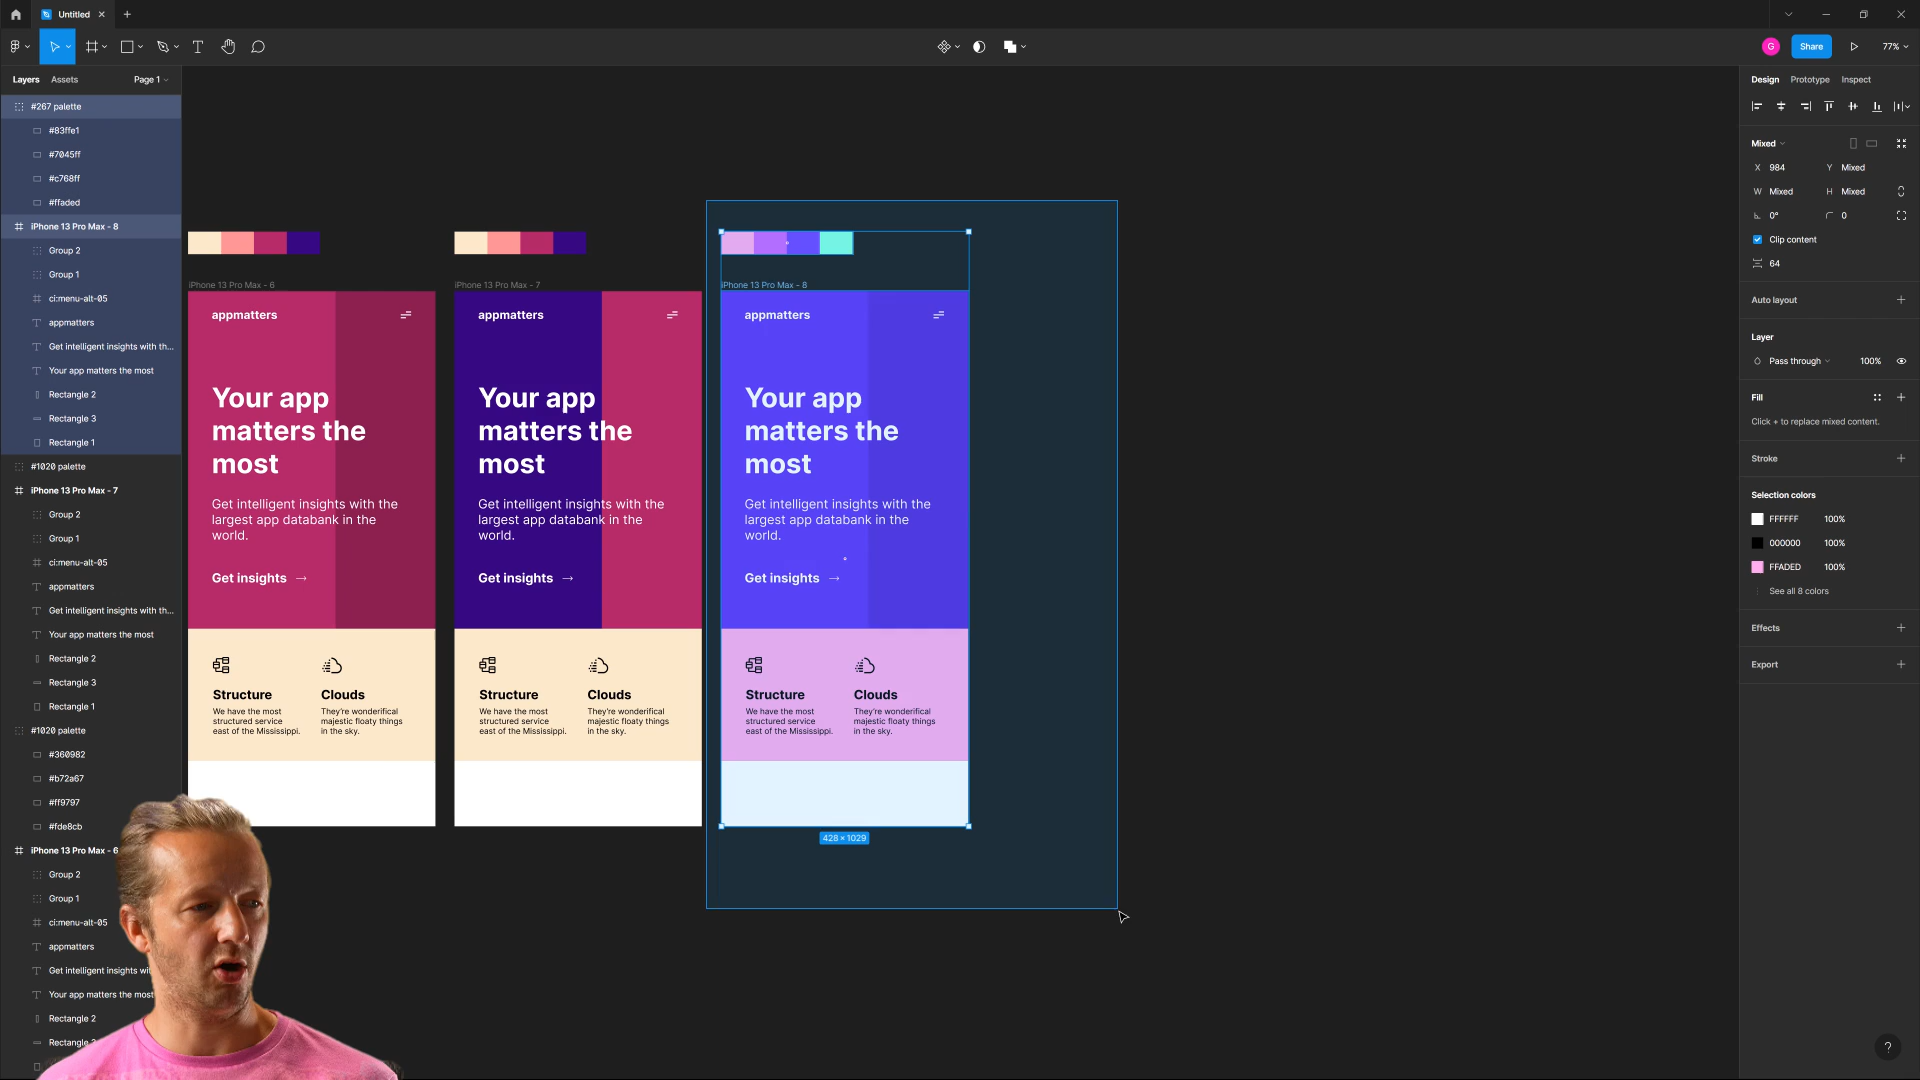 Untitled
G
Share
77%
Layers
Assets
Page 1
Design
Prototype
Inspect
#267 palette
#83ffe1
#7045ff
#c768ff
#ffaded
iPhone 13 Pro Max - 8
Group 2
Group 1
ci:menu-alt-05
appmatters
Get intelligent insights with th...
Your app matters the most
Rectangle 2
Rectangle 3
Rectangle 1
#1020 palette
iPhone 13 Pro Max - 7
Group 2
Group 1
ci:menu-alt-05
appmatters
Get intelligent insights with th...
Your app matters the most
Rectangle 2
Rectangle 3
Rectangle 1
#1020 palette
#360982
#b72a67
#ff9797
#fde8cb
iPhone 13 Pro Max - 6
Group 2
Group 1
ci:menu-alt-05
appmatters
Get intelligent insights wi
Your app matters the most
Rectangle 2
iPhone 13 Pro Max - 6
appmatters
Your app
matters the
most
Get intelligent insights with the
largest app databank in the
world.
Get insights →
Structure
We have the most
structured service
east of the Mississippi.
Clouds
They're wonderifical
majestic floaty things
in the sky.
iPhone 13 Pro Max - 7
appmatters
Your app
matters the
most
Get intelligent insights with the
largest app databank in the
world.
Get insights →
Structure
We have the most
structured service
east of the Mississippi.
Clouds
They're wonderifical
majestic floaty things
in the sky.
iPhone 13 Pro Max - 8
appmatters
Your app
matters the
most
Get intelligent insights with the
largest app databank in the
world.
Get insights →
Structure
We have the most
structured service
east of the Mississippi.
Clouds
They're wonderifical
majestic floaty things
in the sky.
428 × 1029
Mixed
X 984 Y Mixed
W Mixed H Mixed
0° 0
Clip content
64
Auto layout
Layer
Pass through 100%
Fill
Click + to replace mixed content.
Stroke
Selection colors
FFFFFF 100%
000000 100%
FFADED 100%
See all 8 colors
Effects
Export
?